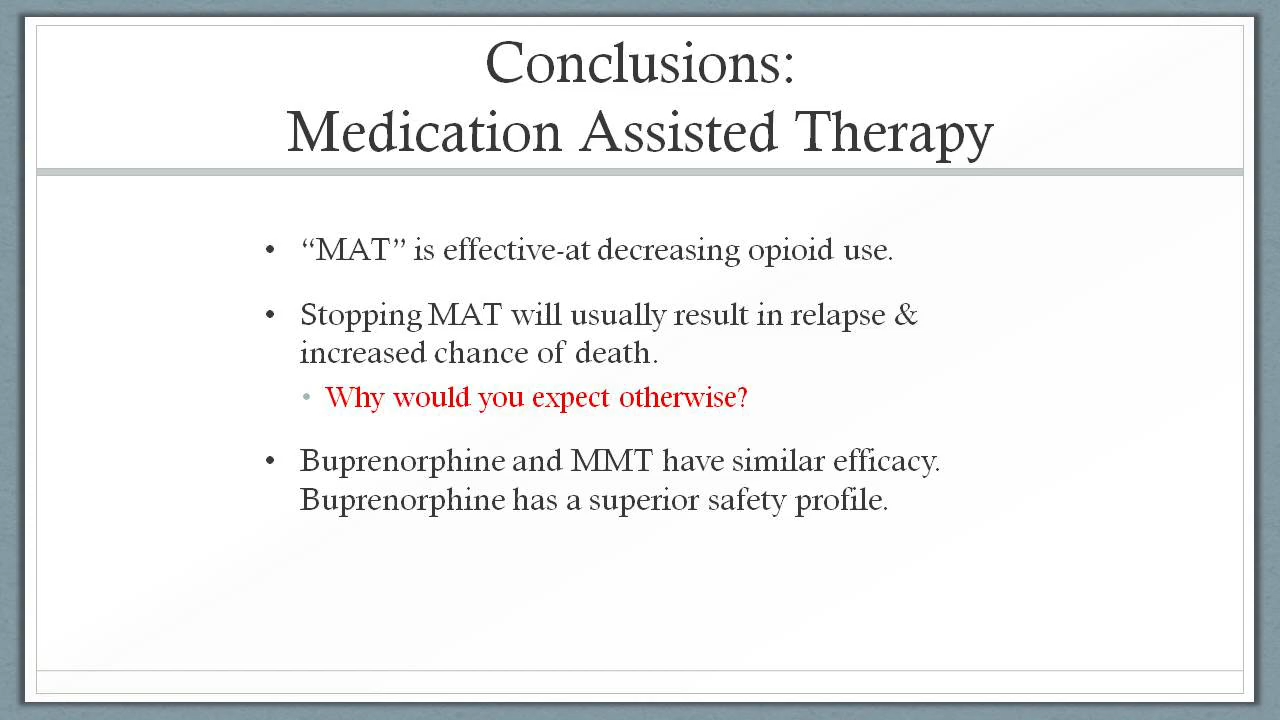 Conclusions:
Medication Assisted Therapy
• “MAT” is effective-at decreasing opioid use.
• Stopping MAT will usually result in relapse &
increased chance of death.
• Why would you expect otherwise?
• Buprenorphine and MMT have similar efficacy.
Buprenorphine has a superior safety profile.